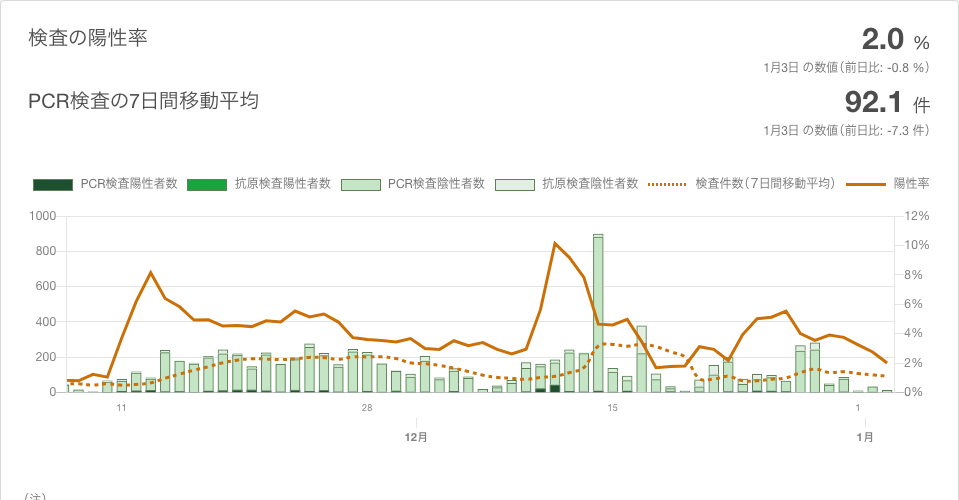 検査の陽性率
2.0 %
1月3日 の数値（前日比: -0.8 %）
PCR検査の7日間移動平均
92.1 件
1月3日 の数値（前日比: -7.3 件）
PCR検査陽性者数 抗原検査陽性者数 PCR検査陰性者数 抗原検査陰性者数 検査件数（7日間移動平均） 陽性率
1000 12%
10%
800
8%
600
6%
400
4%
200
2%
0 0%
11 28 15 1
12月 1月
（注）